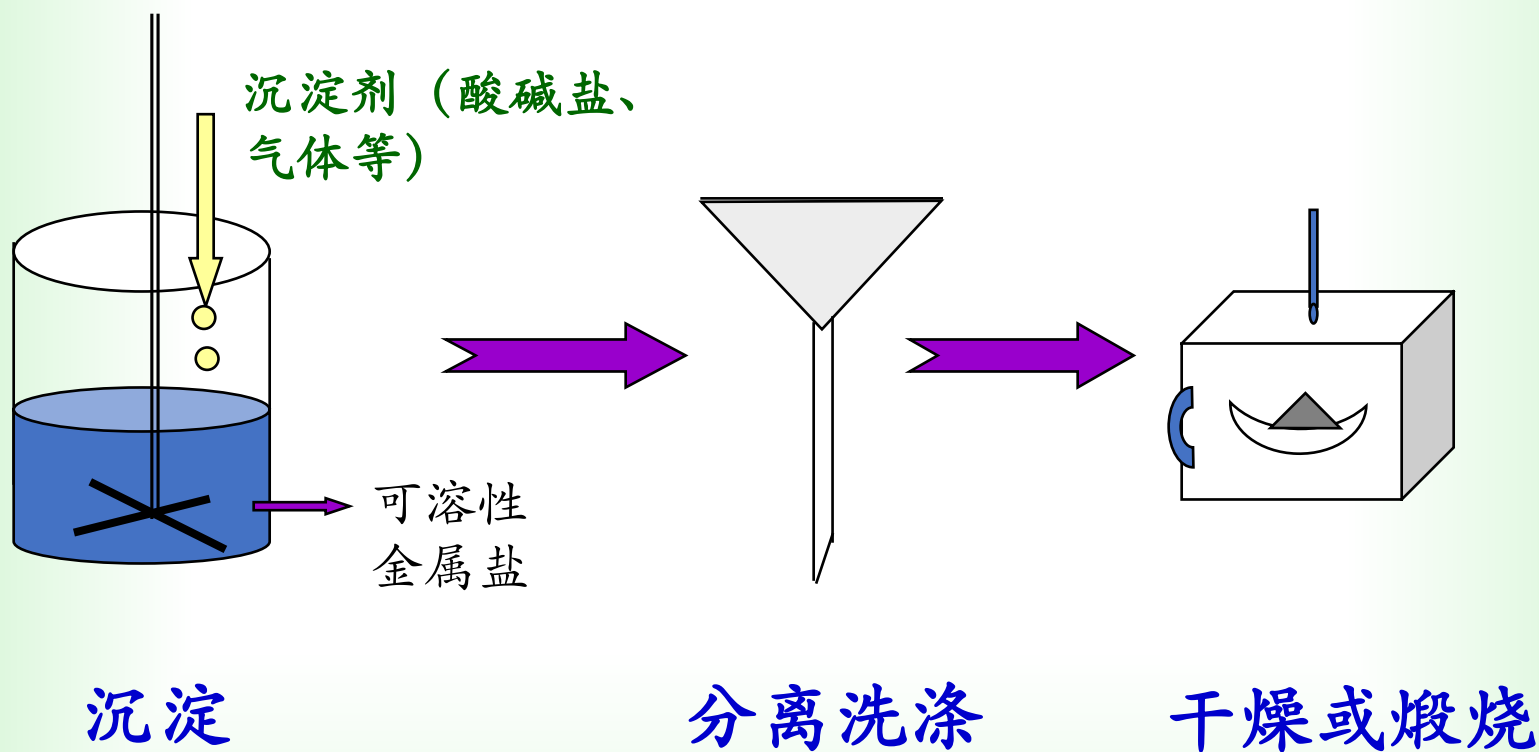 沉淀剂（酸碱盐、
气体等）
可溶性
金属盐
沉淀
分离洗涤
干燥或煅烧